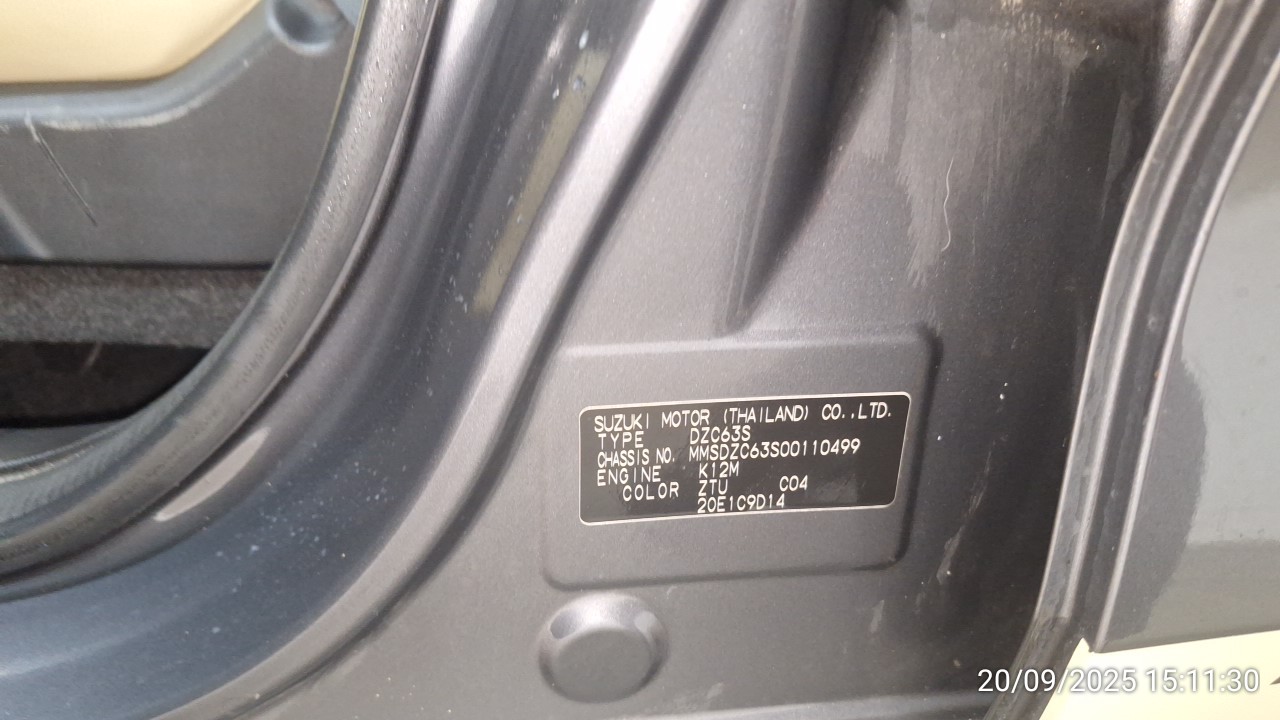 SUZUKI MOTOR (THAILAND) CO.,LTD.
TYPE DZC63S
CHASSIS NO. MMSDZC63S00110499
ENGINE K12M
COLOR ZTU C04
20E1C9D14
20/09/2025 15:11:30